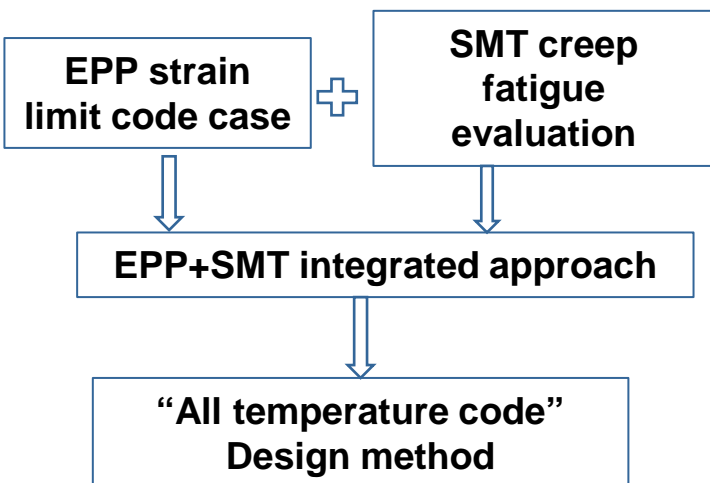 EPP strain
limit code case
SMT creep
fatigue
evaluation
EPP+SMT integrated approach
“All temperature code”
Design method